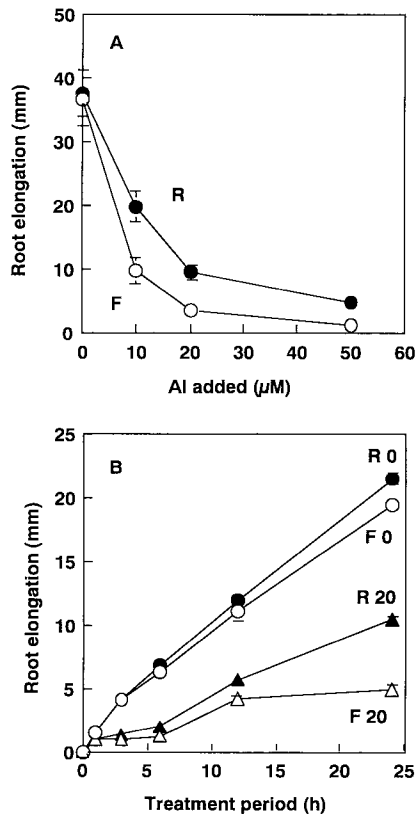 50
A
40
30
20
R
10
F
0
0 10 20 30 40 50 60
Root elongation (mm)
Al added (µM)
25
B
R 0
20
F 0
15
R 20
10
5
F 20
0
0 5 10 15 20 25
Root elongation (mm)
Treatment period (h)